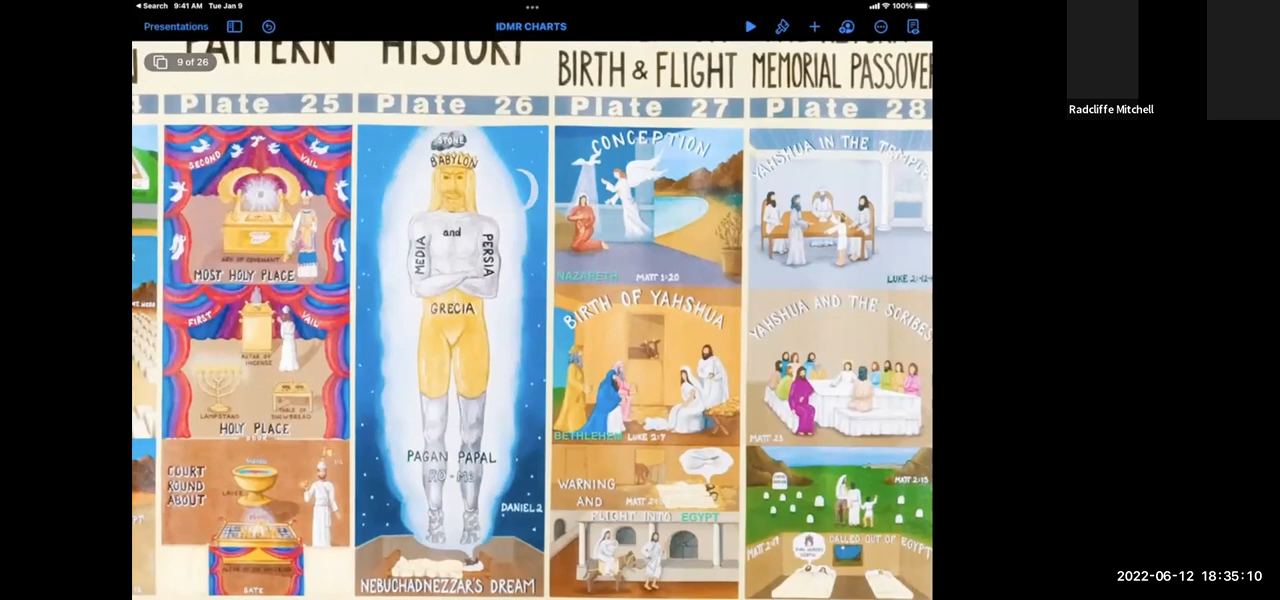 Search 9:41 AM Tue Jan 9
100%
Presentations
IDMR CHARTS
9 of 26
PATTERN
HISTORY
BIRTH & FLIGHT
MEMORIAL PASSOVER
Plate 25
Plate 26
Plate 27
Plate 28
SECOND VAIL
ARK OF COVENANT
MOST HOLY PLACE
FIRST VAIL
ALTAR OF INCENSE
LAMPSTAND
TABLE OF SHEWBREAD
HOLY PLACE
DOOR
COURT
ROUND
ABOUT
LAVER
GATE
STONE
BABYLON
MEDIA
and
PERSIA
GRECIA
PAGAN PAPAL
RO-ME
DANIEL 2
NEBUCHADNEZZAR'S DREAM
CONCEPTION
NAZARETH MATT 1:20
BIRTH OF YAHSHUA
BETHLEHEM LUKE 2:7
WARNING
AND
FLIGHT INTO EGYPT
YAHSHUA IN THE TEMPLE
YAHSHUA AND THE SCRIBES
MATT 23
MATT 2:15
CALLED OUT OF EGYPT
Radcliffe Mitchell
2022-06-12 18:35:10